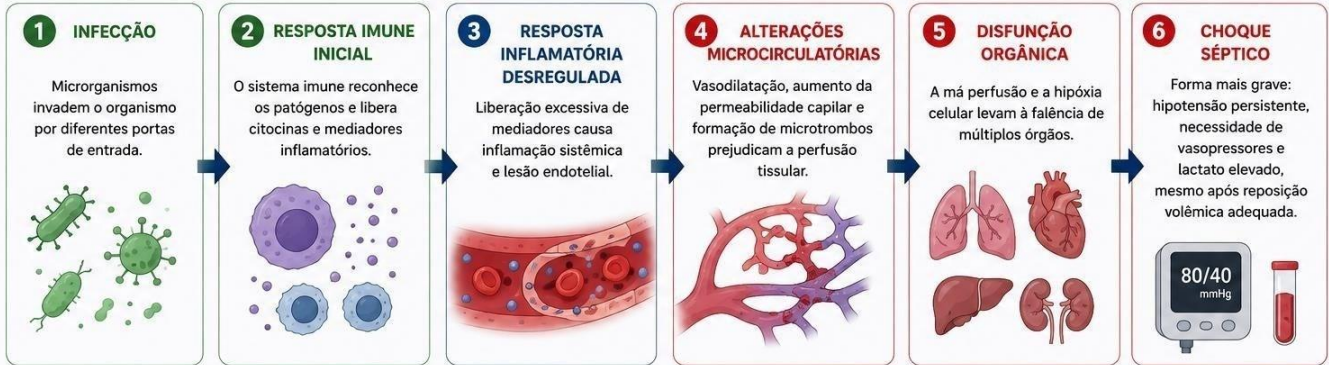 1 INFECÇÃO
Microrganismos
invadem o organismo
por diferentes portas
de entrada.
2 RESPOSTA IMUNE
INICIAL
O sistema imune reconhece
os patógenos e libera
citocinas e mediadores
inflamatórios.
3 RESPOSTA
INFLAMATÓRIA
DESREGULADA
Liberação excessiva de
mediadores causa
inflamação sistêmica
e lesão endotelial.
4 ALTERAÇÕES
MICROCIRCULATÓRIAS
Vasodilatação, aumento da
permeabilidade capilar e
formação de microtrombos
prejudicam a perfusão
tissular.
5 DISFUNÇÃO
ORGÂNICA
A má perfusão e a hipóxia
celular levam à falência de
múltiplos órgãos.
6 CHOQUE
SÉPTICO
Forma mais grave:
hipotensão persistente,
necessidade de
vasopressores e
lactato elevado,
mesmo após reposição
volêmica adequada.
80/40
mmHg